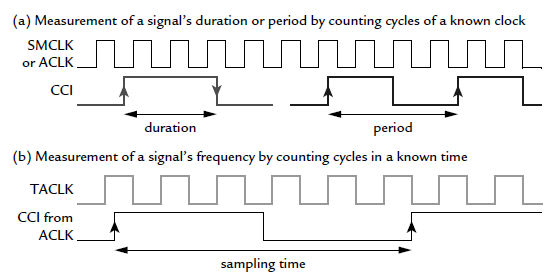 (a) Measurement of a signal's duration or period by counting cycles of a known clock
SMCLK
or ACLK
CCI
duration
period
(b) Measurement of a signal's frequency by counting cycles in a known time
TACLK
CCI from
ACLK
sampling time